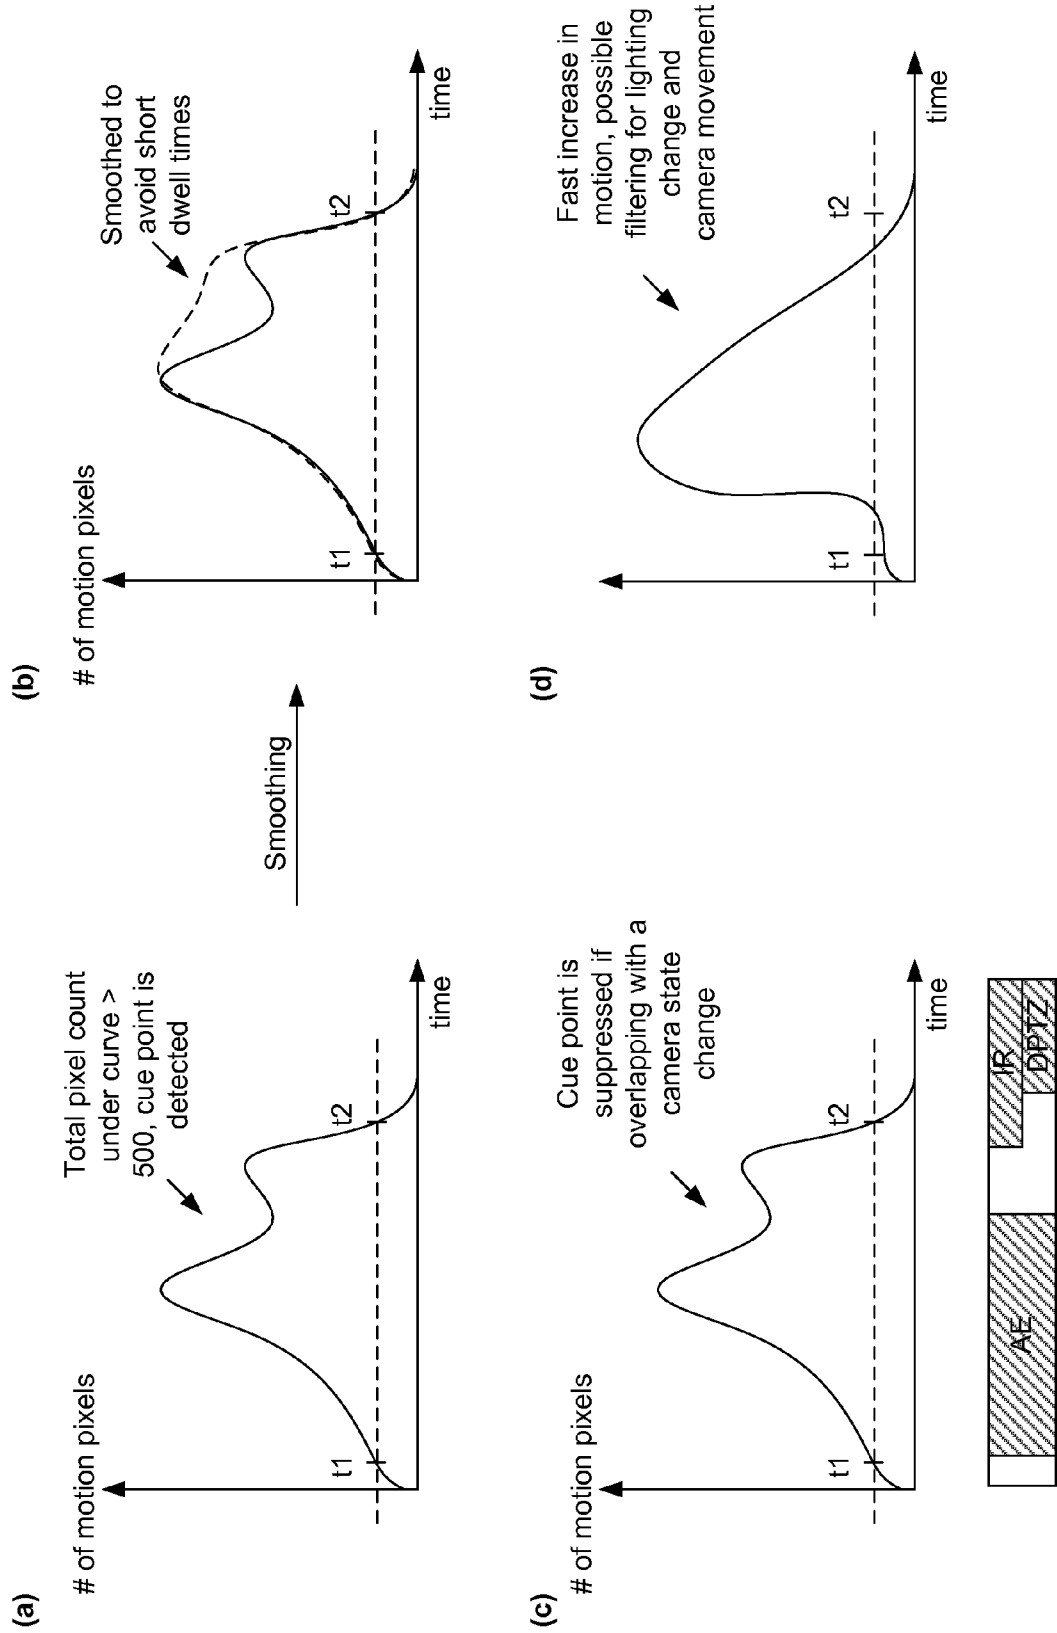 (a)
# of motion pixels
Total pixel count
under curve >
500, cue point is
detected
t1
t2
time
Smoothing
(b)
# of motion pixels
Smoothed to
avoid short
dwell times
t1
t2
time
(c)
# of motion pixels
Cue point is
suppressed if
overlapping with a
camera state
change
t1
t2
time
AE
IR
DPTZ
(d)
Fast increase in
motion, possible
filtering for lighting
change and
camera movement
t1
t2
time